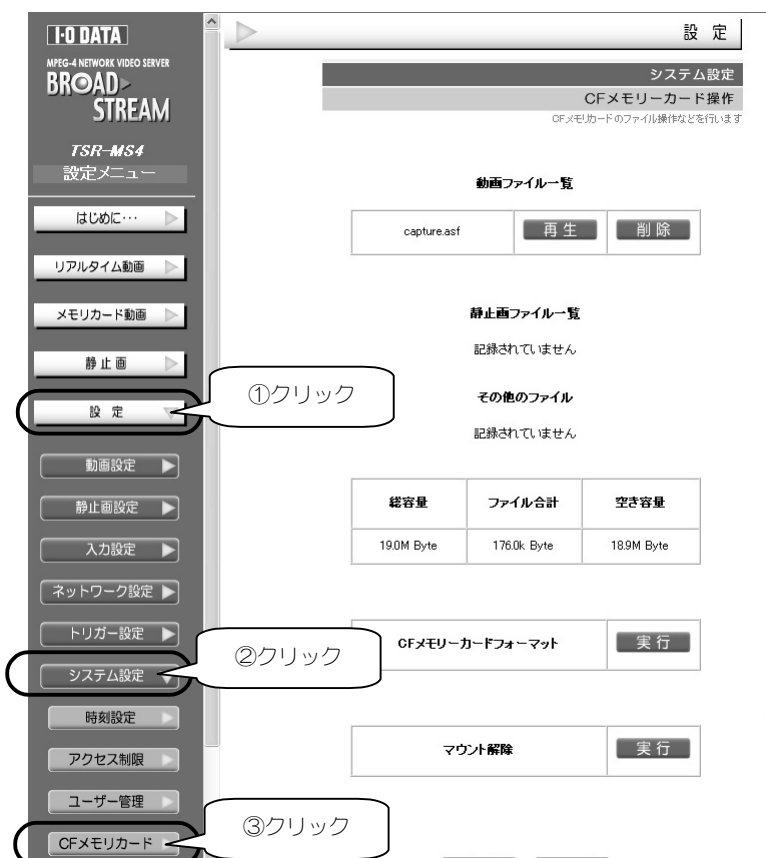 I-O DATA
MPEG-4 NETWORK VIDEO SERVER
BROAD
STREAM
TSR-MS4
設定メニュー
はじめに…
リアルタイム動画
メモリカード動画
静止画
設 定
動画設定
静止画設定
入力設定
ネットワーク設定
トリガー設定
システム設定
時刻設定
アクセス制限
ユーザー管理
CFメモリカード
①クリック
②クリック
③クリック
設 定
システム設定
CFメモリーカード操作
CFメモリカードのファイル操作などを行います
動画ファイル一覧
capture.asf 再 生 削 除
静止画ファイル一覧
記録されていません
その他のファイル
記録されていません
総容量 ファイル合計 空き容量
19.0M Byte 176.0k Byte 18.9M Byte
CFメモリーカードフォーマット 実 行
マウント解除 実 行